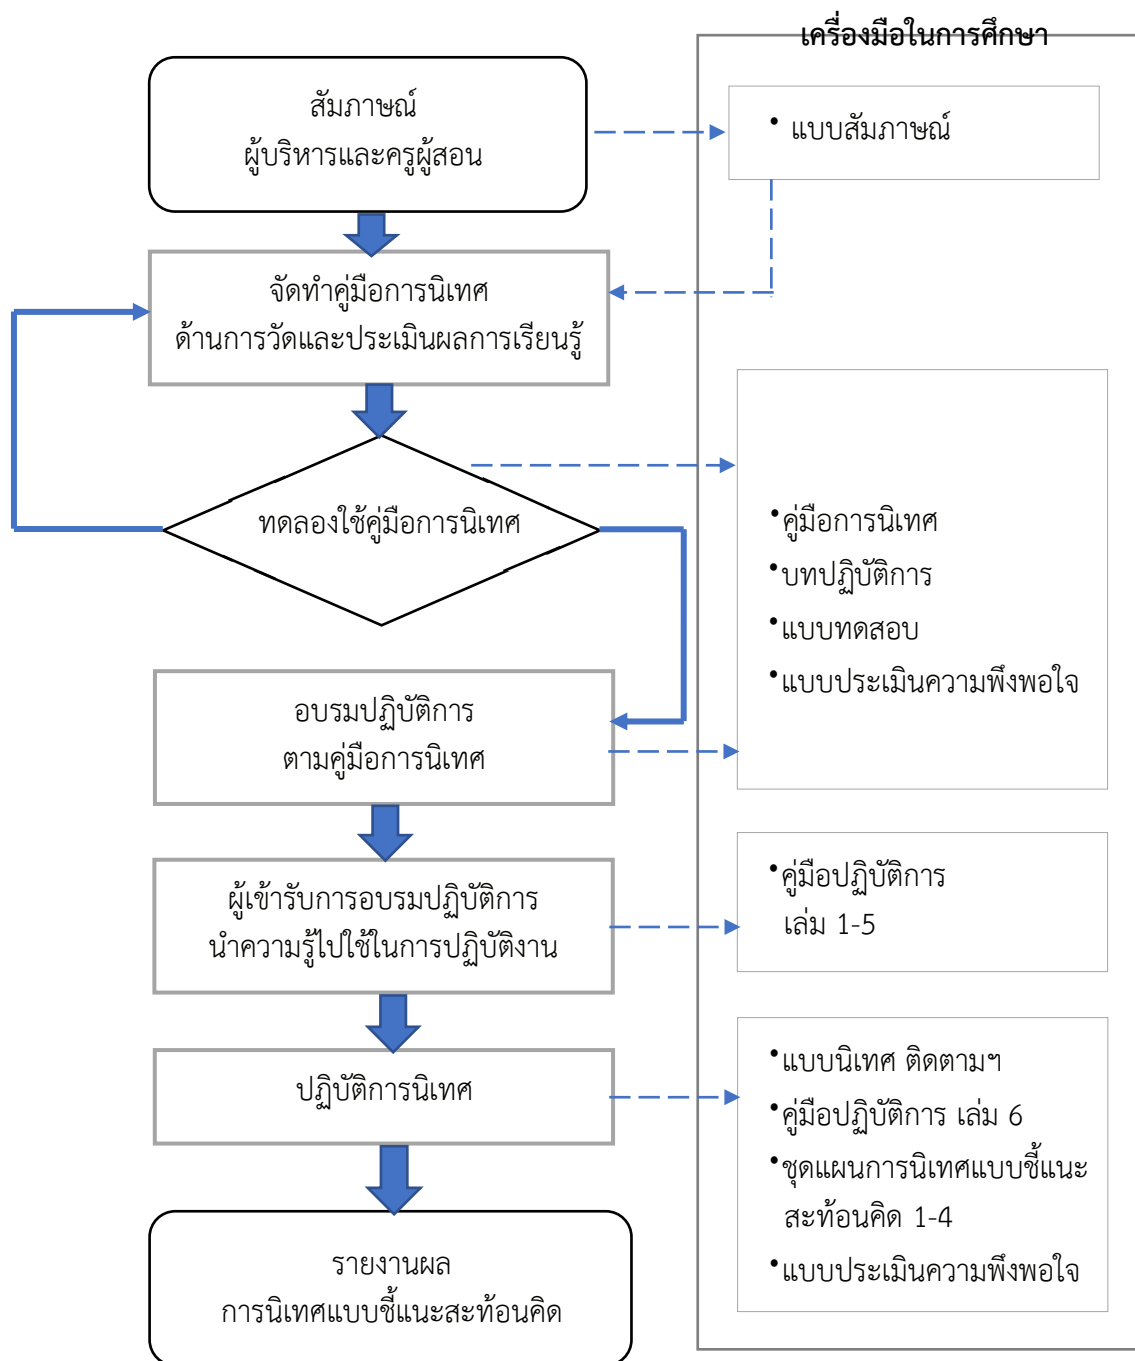 เครื่องมือในการศึกษา
สัมภาษณ์
ผู้บริหารและครูผู้สอน
• แบบสัมภาษณ์
จัดทำคู่มือการนิเทศ
ด้านการวัดและประเมินผลการเรียนรู้
ทดลองใช้คู่มือการนิเทศ
•คู่มือการนิเทศ
•บทปฏิบัติการ
•แบบทดสอบ
•แบบประเมินความพึงพอใจ
อบรมปฏิบัติการ
ตามคู่มือการนิเทศ
ผู้เข้ารับการอบรมปฏิบัติการ
นำความรู้ไปใช้ในการปฏิบัติงาน
•คู่มือปฏิบัติการ
เล่ม 1-5
ปฏิบัติการนิเทศ
•แบบนิเทศ ติดตามฯ
•คู่มือปฏิบัติการ เล่ม 6
•ชุดแผนการนิเทศแบบชี้แนะ
สะท้อนคิด 1-4
•แบบประเมินความพึงพอใจ
รายงานผล
การนิเทศแบบชี้แนะสะท้อนคิด